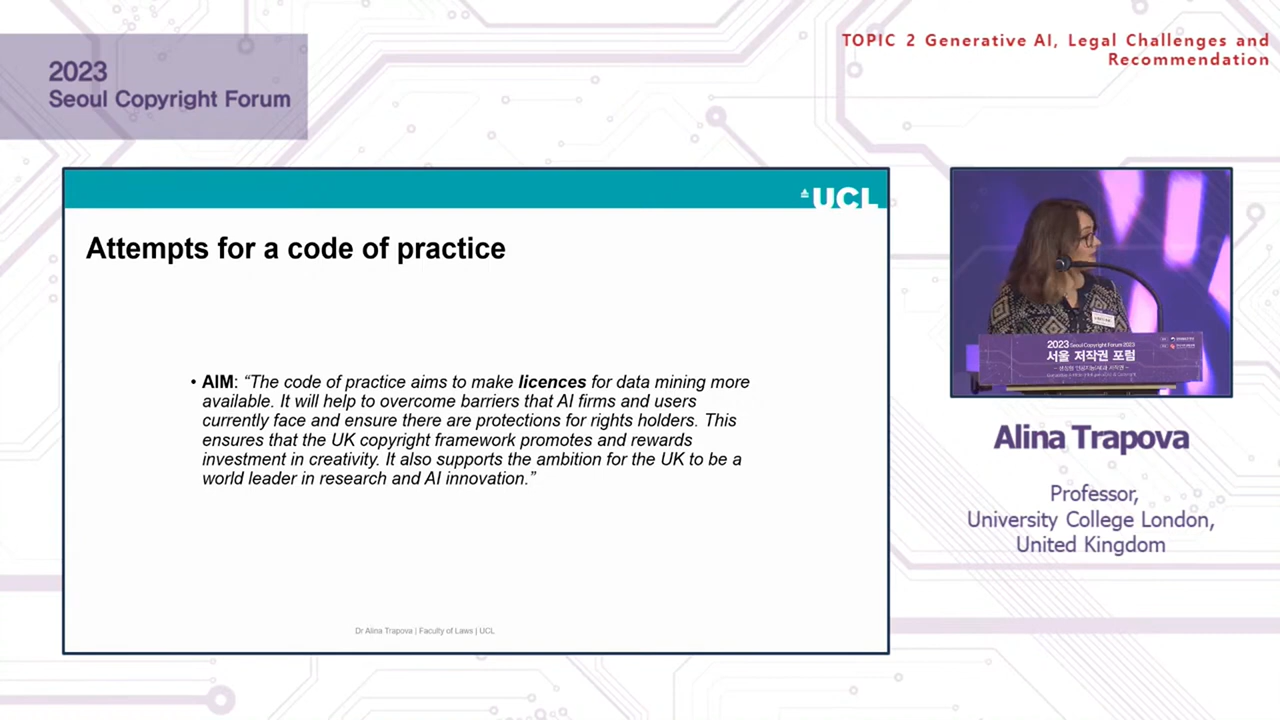 2023
Seoul Copyright Forum
TOPIC 2 Generative AI, Legal Challenges and
Recommendation
UCL
Attempts for a code of practice
• AIM: “The code of practice aims to make licences for data mining more
available. It will help to overcome barriers that AI firms and users
currently face and ensure there are protections for rights holders. This
ensures that the UK copyright framework promotes and rewards
investment in creativity. It also supports the ambition for the UK to be a
world leader in research and AI innovation.”
Dr Alina Trapova | Faculty of Laws | UCL
2023 Seoul Copyright Forum 2023
서울 저작권 포럼
Alina Trapova
Professor,
University College London,
United Kingdom